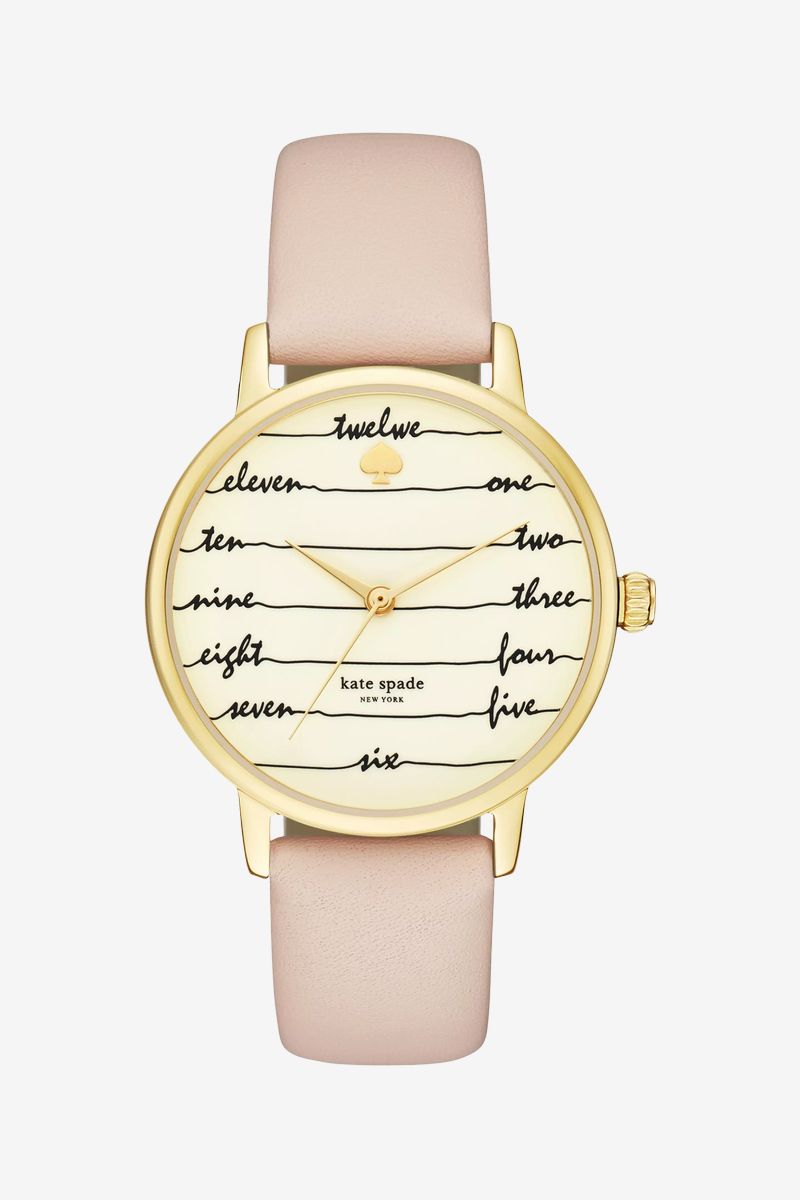 twelve
eleven one
ten two
nine three
eight four
kate spade
NEW YORK
seven five
six